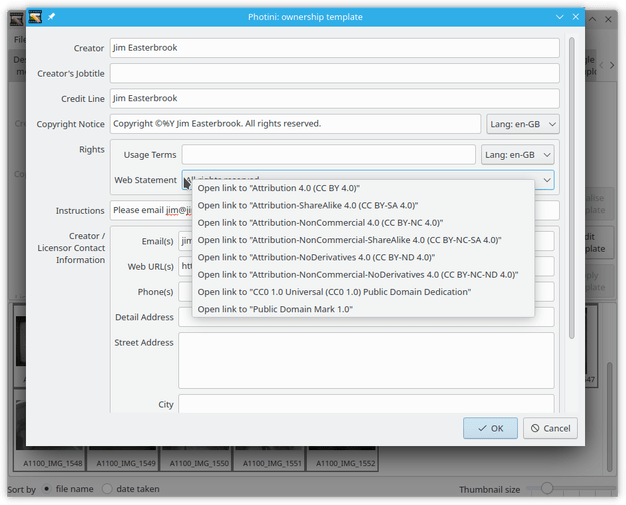 Photini: ownership template
File
Creator Jim Easterbrook
Creator's Jobtitle
Credit Line Jim Easterbrook
Copyright Notice Copyright ©%Y Jim Easterbrook. All rights reserved. Lang: en-GB
Rights
Usage Terms Lang: en-GB
Web Statement All rights reserved
Open link to "Attribution 4.0 (CC BY 4.0)"
Open link to "Attribution-ShareAlike 4.0 (CC BY-SA 4.0)"
Instructions Please email jim@ji
Open link to "Attribution-NonCommercial 4.0 (CC BY-NC 4.0)"
Creator /
Licensor Contact
Information
Email(s) jim
Open link to "Attribution-NonCommercial-ShareAlike 4.0 (CC BY-NC-SA 4.0)"
Open link to "Attribution-NoDerivatives 4.0 (CC BY-ND 4.0)"
Web URL(s) htt
Open link to "Attribution-NonCommercial-NoDerivatives 4.0 (CC BY-NC-ND 4.0)"
Phone(s)
Open link to "CC0 1.0 Universal (CC0 1.0) Public Domain Dedication"
Open link to "Public Domain Mark 1.0"
Detail Address
Street Address
City
OK Cancel
A1100_IMG_1548 A1100_IMG_1549 A1100_IMG_1550 A1100_IMG_1551 A1100_IMG_1552
Sort by file name date taken Thumbnail size